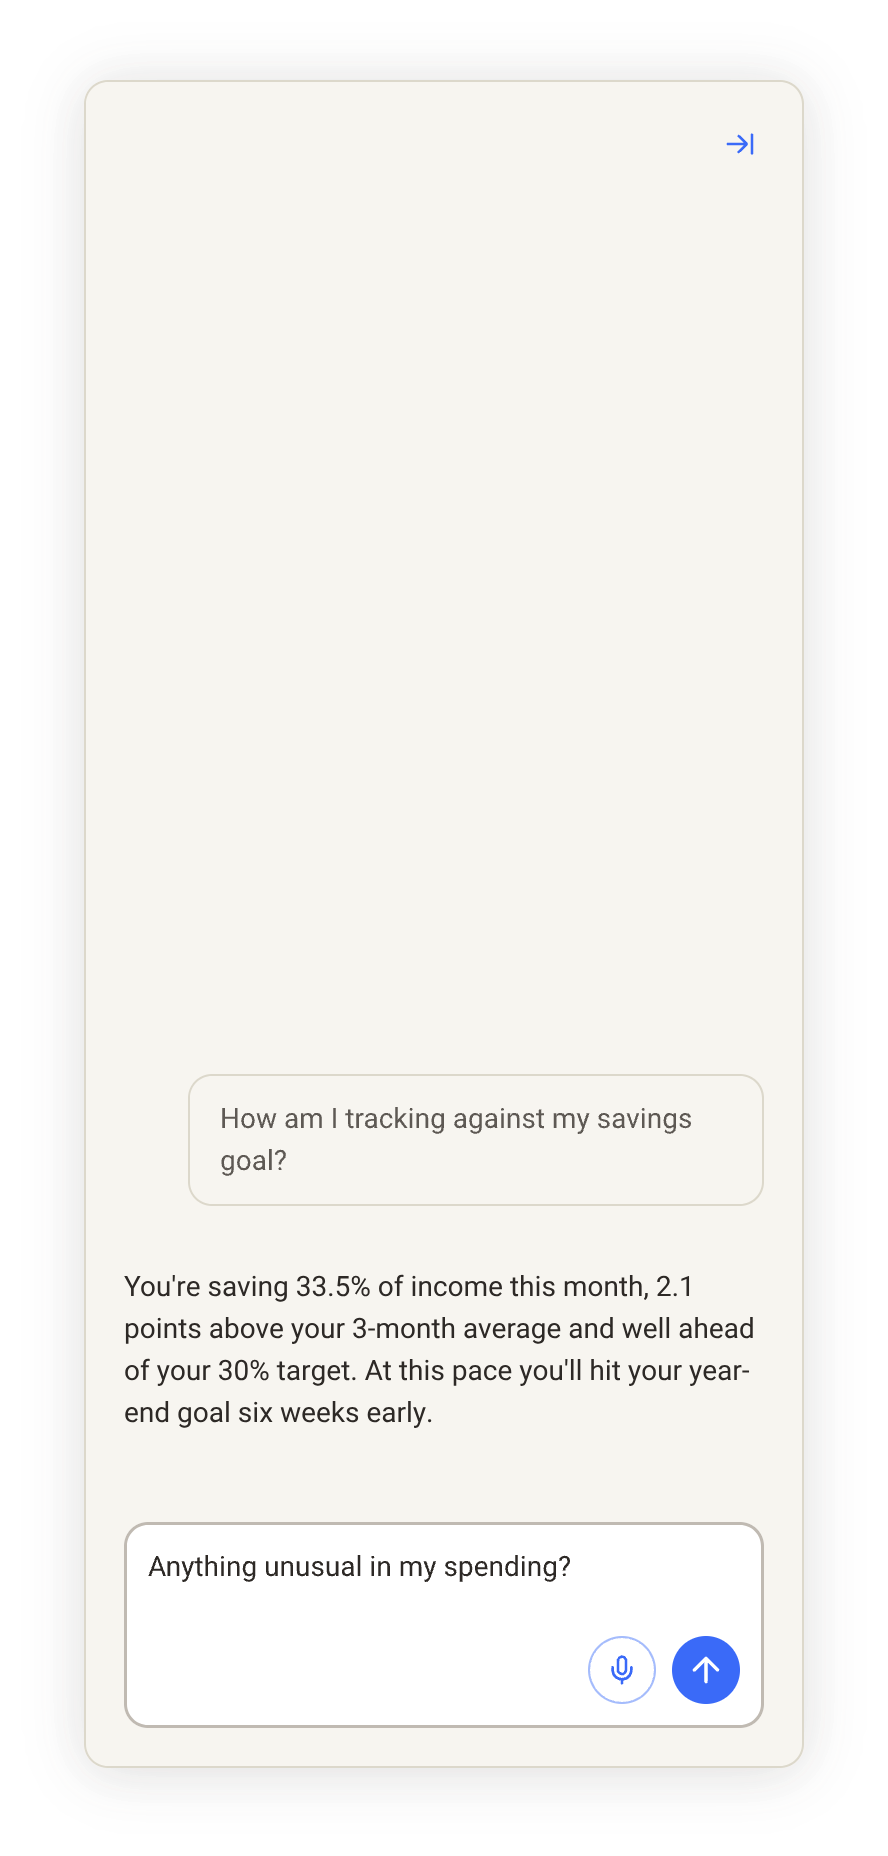 How am I tracking against my savings
goal?
You're saving 33.5% of income this month, 2.1
points above your 3-month average and well ahead
of your 30% target. At this pace you'll hit your year-
end goal six weeks early.
Anything unusual in my spending?